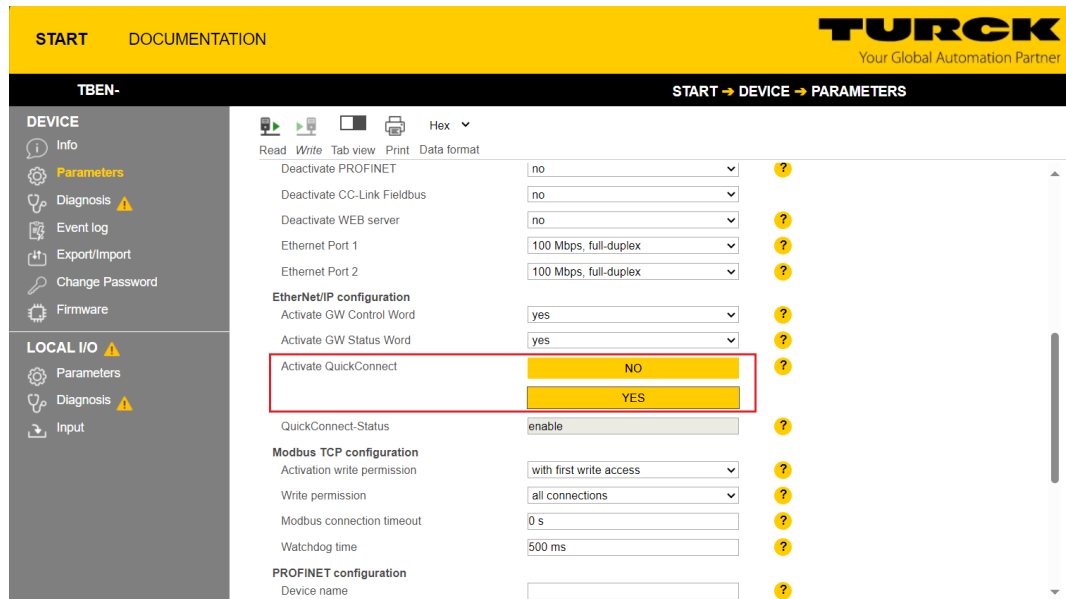 START DOCUMENTATION
TURCK
Your Global Automation Partner
TBEN-
START ➔ DEVICE ➔ PARAMETERS
DEVICE
Info
Parameters
Diagnosis
Event log
Export/Import
Change Password
Firmware
LOCAL I/O
Parameters
Diagnosis
Input
Hex
Read Write Tab view Print Data format
Deactivate PROFINET no ?
Deactivate CC-Link Fieldbus no
Deactivate WEB server no ?
Ethernet Port 1 100 Mbps, full-duplex ?
Ethernet Port 2 100 Mbps, full-duplex ?
EtherNet/IP configuration
Activate GW Control Word yes ?
Activate GW Status Word yes ?
Activate QuickConnect NO ?
YES
QuickConnect-Status enable ?
Modbus TCP configuration
Activation write permission with first write access ?
Write permission all connections ?
Modbus connection timeout 0 s ?
Watchdog time 500 ms ?
PROFINET configuration
Device name ?